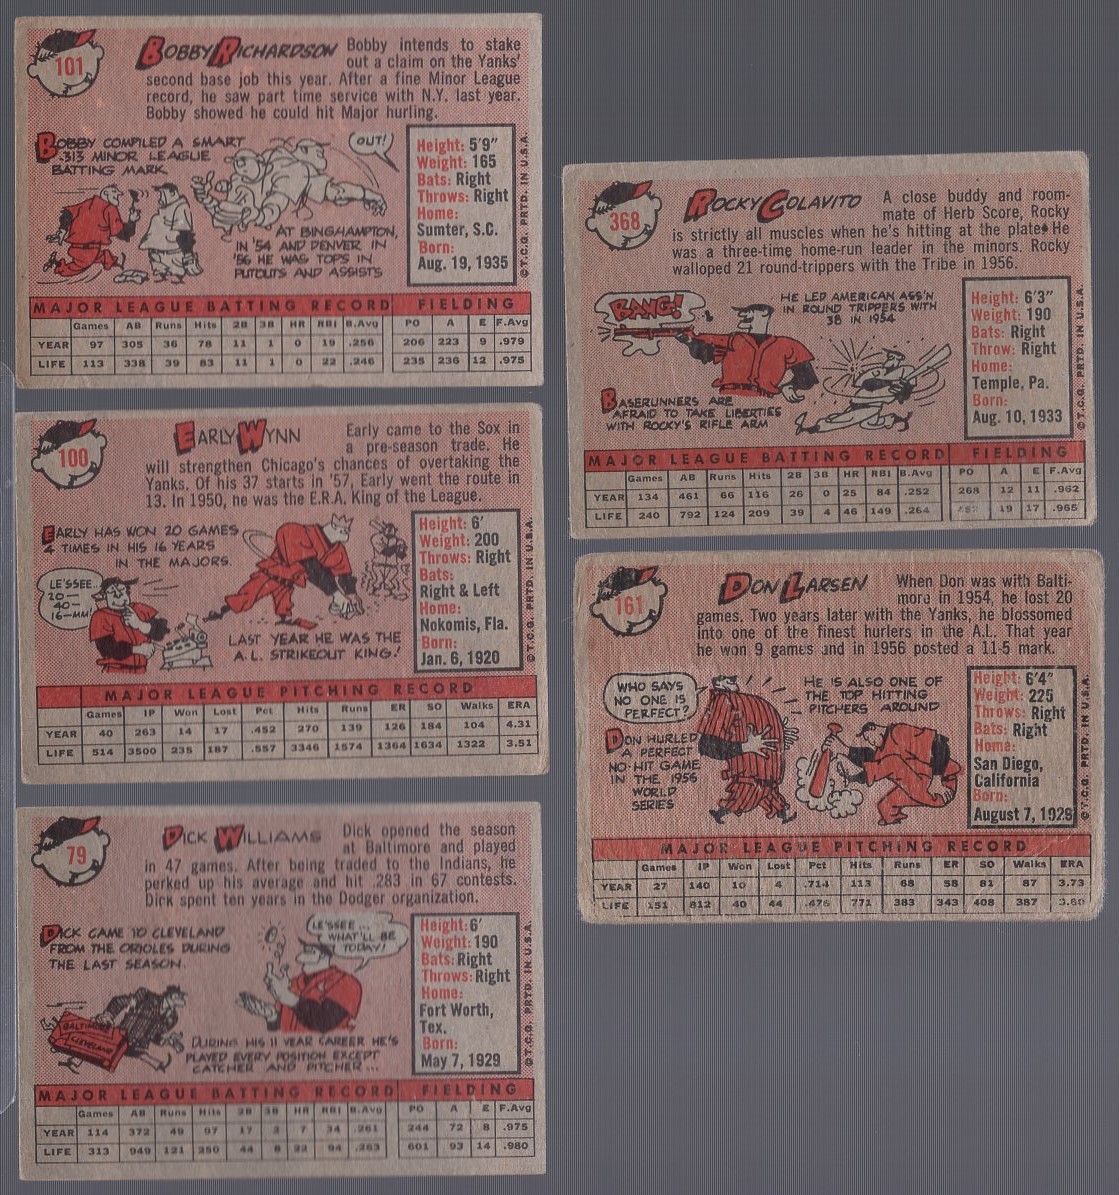 101
BOBBY RICHARDSON
Bobby intends to stake
out a claim on the Yanks'
second base job this year. After a fine Minor League
record, he saw part time service with N.Y. last year.
Bobby showed he could hit Major hurling.
BOBBY COMPILED A SMART
.313 MINOR LEAGUE
BATTING MARK.
OUT!
AT BINGHAMPTON,
IN '54 AND DENVER IN
'56 HE WAS TOPS IN
PUTOUTS AND ASSISTS
Height: 5'9"
Weight: 165
Bats: Right
Throws: Right
Home:
Sumter, S.C.
Born:
Aug. 19, 1935
© T.C.G. PRTD. IN U.S.A.
MAJOR LEAGUE BATTING RECORD FIELDING
Games AB Runs Hits 2B 3B HR RBI B.Avg PO A E F.Avg
YEAR 97 305 36 78 11 1 0 19 .256 206 223 9 .979
LIFE 113 338 39 83 11 1 0 22 .246 235 236 12 .975
100
EARLY WYNN
Early came to the Sox in
a pre-season trade. He
will strengthen Chicago's chances of overtaking the
Yanks. Of his 37 starts in '57, Early went the route in
13. In 1950, he was the E.R.A. King of the League.
EARLY HAS WON 20 GAMES
4 TIMES IN HIS 16 YEARS
IN THE MAJORS.
LE'SSEE...
20—
40—
16—MM!
LAST YEAR HE WAS THE
A.L. STRIKEOUT KING!
Height: 6'
Weight: 200
Throws: Right
Bats:
Right & Left
Home:
Nokomis, Fla.
Born:
Jan. 6, 1920
© T.C.G. PRTD. IN U.S.A.
MAJOR LEAGUE PITCHING RECORD
Games IP Won Lost Pct Hits Runs ER SO Walks ERA
YEAR 40 263 14 17 .452 270 139 126 184 104 4.31
LIFE 514 3500 235 187 .557 3346 1574 1364 1634 1322 3.51
79
DICK WILLIAMS
Dick opened the season
at Baltimore and played
in 47 games. After being traded to the Indians, he
perked up his average and hit .283 in 67 contests.
Dick spent ten years in the Dodger organization.
DICK CAME TO CLEVELAND
FROM THE ORIOLES DURING
THE LAST SEASON.
LE'SSEE...
WHAT'LL BE
TODAY!
BALTIMORE
CLEVELAND
DURING HIS 11 YEAR CAREER HE'S
PLAYED EVERY POSITION EXCEPT
CATCHER AND PITCHER...
Height: 6'
Weight: 190
Bats: Right
Throws: Right
Home:
Fort Worth,
Tex.
Born:
May 7, 1929
© T.C.G. PRTD. IN U.S.A.
MAJOR LEAGUE BATTING RECORD FIELDING
Games AB Runs Hits 2B 3B HR RBI B.Avg PO A E F.Avg
YEAR 114 372 49 97 17 3 7 34 .261 244 72 8 .975
LIFE 313 949 121 250 44 8 94 .263 601 93 14 .980
368
ROCKY COLAVITO
A close buddy and room-
mate of Herb Score, Rocky
is strictly all muscles when he's hitting at the plate. He
was a three-time home-run leader in the minors. Rocky
walloped 21 round-trippers with the Tribe in 1956.
BANG!
HE LED AMERICAN ASS'N
IN ROUND TRIPPERS WITH
38 IN 1954
BASERUNNERS ARE
AFRAID TO TAKE LIBERTIES
WITH ROCKY'S RIFLE ARM
Height: 6'3"
Weight: 190
Bats: Right
Throw: Right
Home:
Temple, Pa.
Born:
Aug. 10, 1933
© T.C.G. PRTD. IN U.S.A.
MAJOR LEAGUE BATTING RECORD FIELDING
Games AB Runs Hits 2B 3B HR RBI B.Avg PO A E F.Avg
YEAR 134 461 66 116 26 0 25 84 .252 268 12 11 .962
LIFE 240 792 124 209 39 4 46 149 .264 19 17 .965
161
DON LARSEN
When Don was with Balti-
more in 1954, he lost 20
games. Two years later with the Yanks, he blossomed
into one of the finest hurlers in the A.L. That year
he won 9 games and in 1956 posted a 11-5 mark.
WHO SAYS
NO ONE IS
PERFECT?
HE IS ALSO ONE OF
THE TOP HITTING
PITCHERS AROUND
DON HURLED
A PERFECT
NO-HIT GAME
IN THE 1956
WORLD
SERIES
Height: 6'4"
Weight: 225
Throws: Right
Bats: Right
Home:
San Diego,
California
Born:
August 7, 1929
© T.C.G. PRTD. IN U.S.A.
MAJOR LEAGUE PITCHING RECORD
Games IP Won Lost Pct Hits Runs ER SO Walks ERA
YEAR 27 140 10 4 .714 113 68 58 81 87 3.73
LIFE 151 812 40 44 .476 771 383 343 408 387 3.80